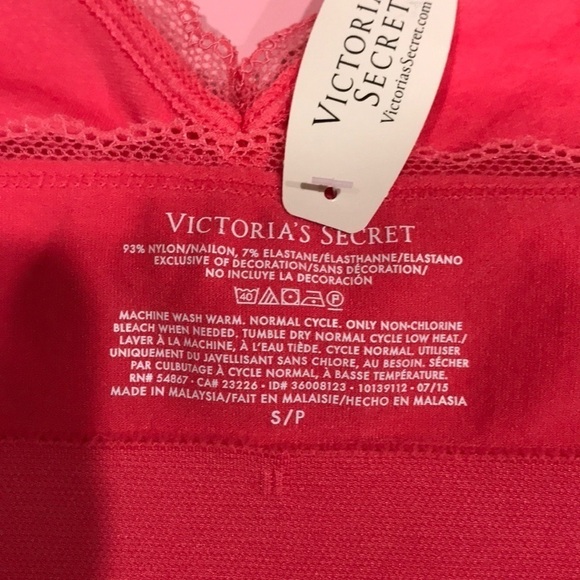 VICTORIA
SECRET
VictoriasSecret.com
VICTORIA'S SECRET
93% NYLON/NAILON, 7% ELASTANE/ÉLASTHANNE/ELASTANO
EXCLUSIVE OF DECORATION/SANS DÉCORATION/
NO INCLUYE LA DECORACIÓN
40 P
MACHINE WASH WARM. NORMAL CYCLE. ONLY NON-CHLORINE
BLEACH WHEN NEEDED. TUMBLE DRY NORMAL CYCLE LOW HEAT./
LAVER À LA MACHINE, À L'EAU TIÈDE. CYCLE NORMAL. UTILISER
UNIQUEMENT DU JAVELLISANT SANS CHLORE, AU BESOIN. SÉCHER
PAR CULBUTAGE À CYCLE NORMAL, À BASSE TEMPÉRATURE.
RN# 54867 • CA# 23226 • ID# 36008123 • 10139112 • 07/15
MADE IN MALAYSIA/FAIT EN MALAISIE/HECHO EN MALASIA
S/P